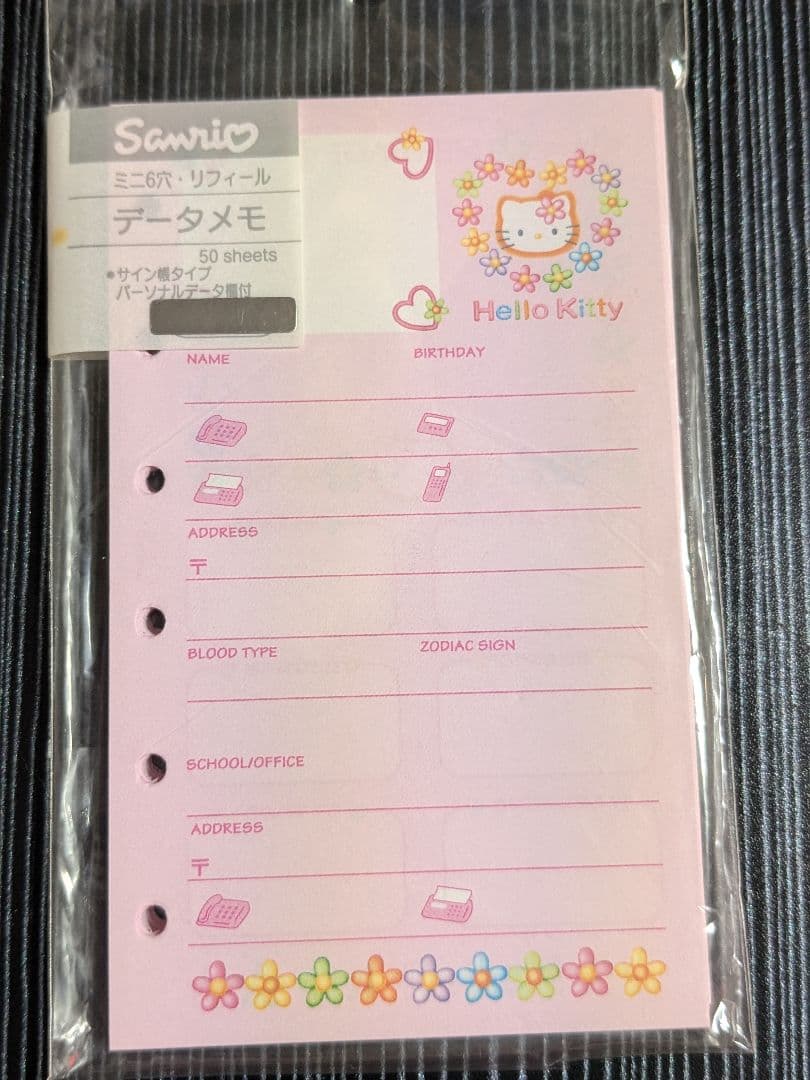 Sanrio
ミニ6穴・リフィール
データメモ
50 sheets
●サイン帳タイプ
パーソナルデータ欄付
Hello Kitty
NAME BIRTHDAY
ADDRESS
〒
BLOOD TYPE ZODIAC SIGN
SCHOOL/OFFICE
ADDRESS
〒